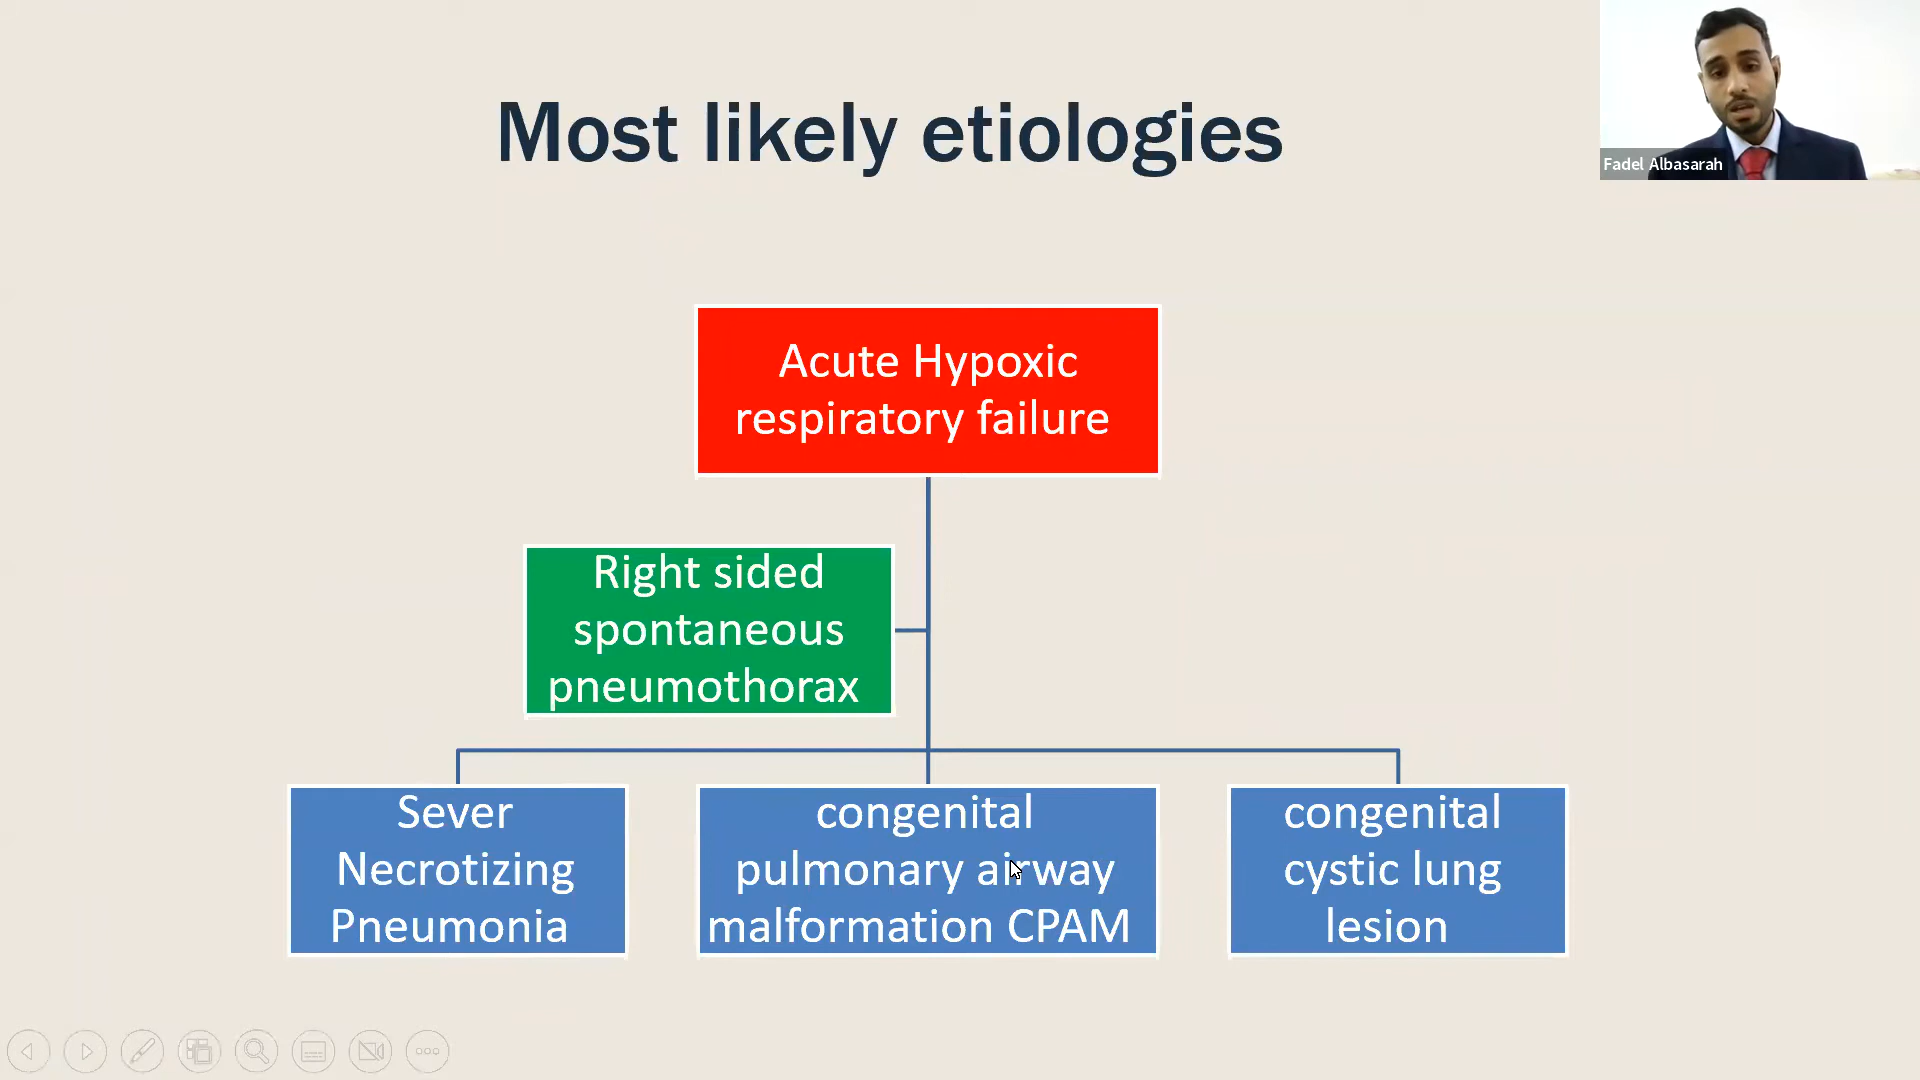 Most likely etiologies
Fadel Albasarah
Acute Hypoxic
respiratory failure
Right sided
spontaneous
pneumothorax
Sever
Necrotizing
Pneumonia
congenital
pulmonary airway
malformation CPAM
congenital
cystic lung
lesion